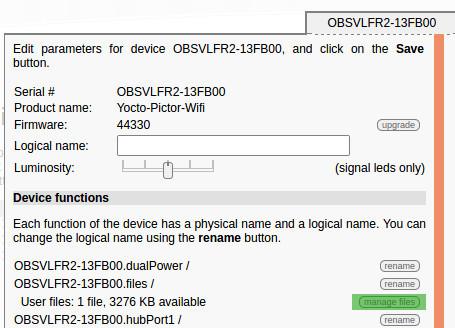 OBSVLFR2-13FB00
Edit parameters for device OBSVLFR2-13FB00, and click on the Save
button.
Serial # OBSVLFR2-13FB00
Product name: Yocto-Pictor-Wifi
Firmware: 44330 upgrade
Logical name:
Luminosity: (signal leds only)
Device functions
Each function of the device has a physical name and a logical name. You can
change the logical name using the rename button.
OBSVLFR2-13FB00.dualPower / rename
OBSVLFR2-13FB00.files / rename
User files: 1 file, 3276 KB available manage files
OBSVLFR2-13FB00.hubPort1 / rename